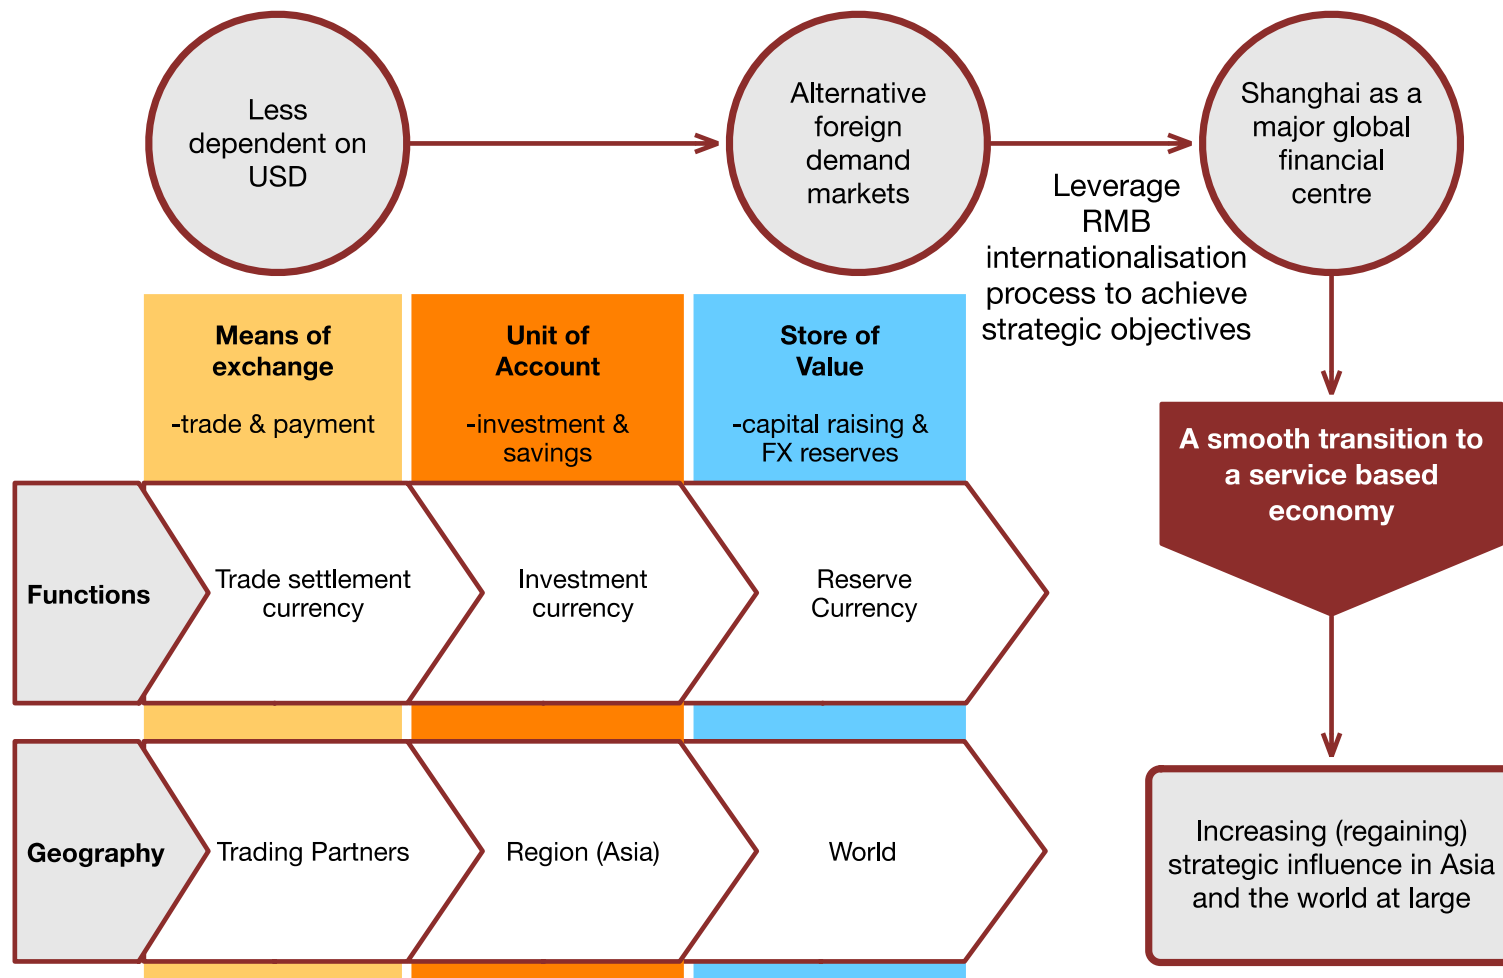 Less
dependent on
USD
Alternative
foreign
demand
markets
Shanghai as a
major global
financial
centre
Leverage
RMB
internationalisation
process to achieve
strategic objectives
Means of
exchange
-trade & payment
Unit of
Account
-investment &
savings
Store of
Value
-capital raising &
FX reserves
A smooth transition to
a service based
economy
Functions
Trade settlement
currency
Investment
currency
Reserve
Currency
Geography
Trading Partners
Region (Asia)
World
Increasing (regaining)
strategic influence in Asia
and the world at large